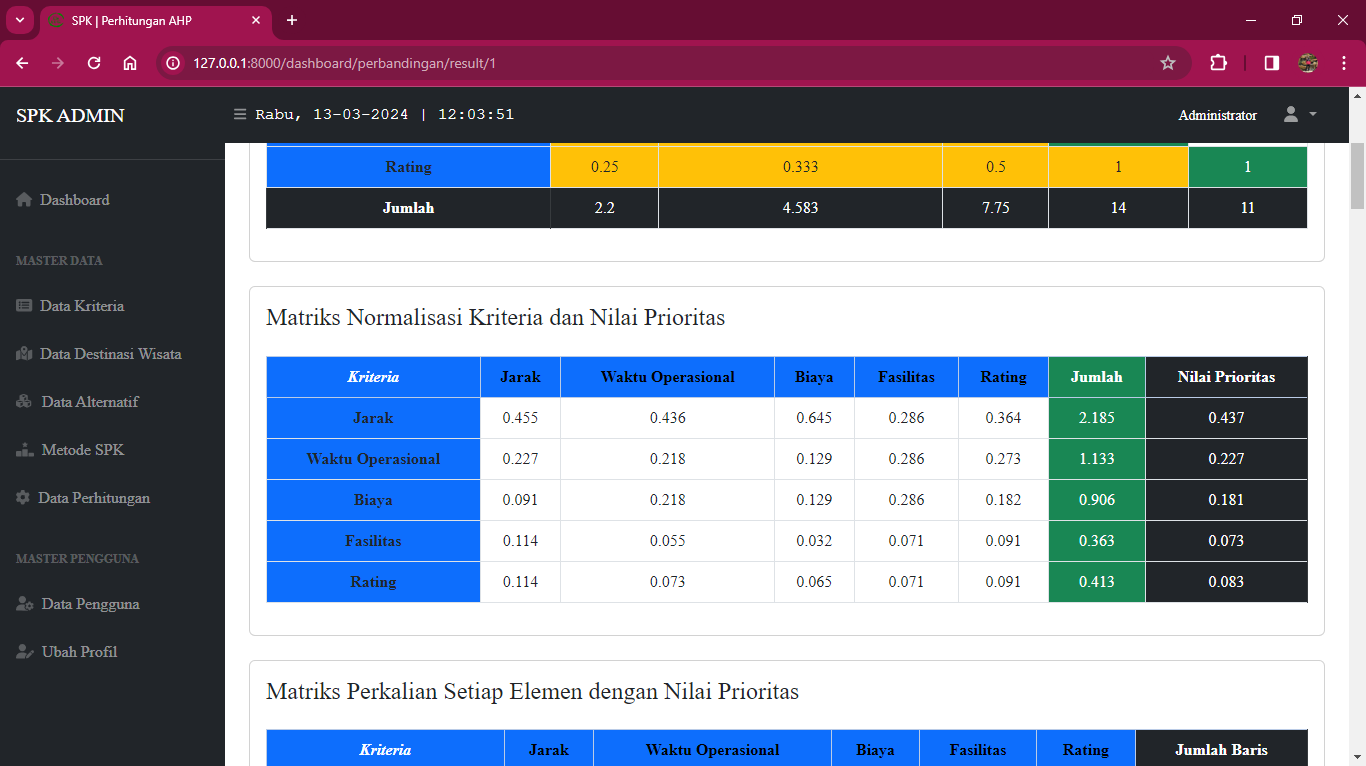 SPK | Perhitungan AHP
127.0.0.1:8000/dashboard/perbandingan/result/1
SPK ADMIN
Rabu, 13-03-2024 | 12:03:51
Administrator
Dashboard
MASTER DATA
Data Kriteria
Data Destinasi Wisata
Data Alternatif
Metode SPK
Data Perhitungan
MASTER PENGGUNA
Data Pengguna
Ubah Profil
Rating 0.25 0.333 0.5 1 1
Jumlah 2.2 4.583 7.75 14 11
Matriks Normalisasi Kriteria dan Nilai Prioritas
Kriteria Jarak Waktu Operasional Biaya Fasilitas Rating Jumlah Nilai Prioritas
Jarak 0.455 0.436 0.645 0.286 0.364 2.185 0.437
Waktu Operasional 0.227 0.218 0.129 0.286 0.273 1.133 0.227
Biaya 0.091 0.218 0.129 0.286 0.182 0.906 0.181
Fasilitas 0.114 0.055 0.032 0.071 0.091 0.363 0.073
Rating 0.114 0.073 0.065 0.071 0.091 0.413 0.083
Matriks Perkalian Setiap Elemen dengan Nilai Prioritas
Kriteria Jarak Waktu Operasional Biaya Fasilitas Rating Jumlah Baris